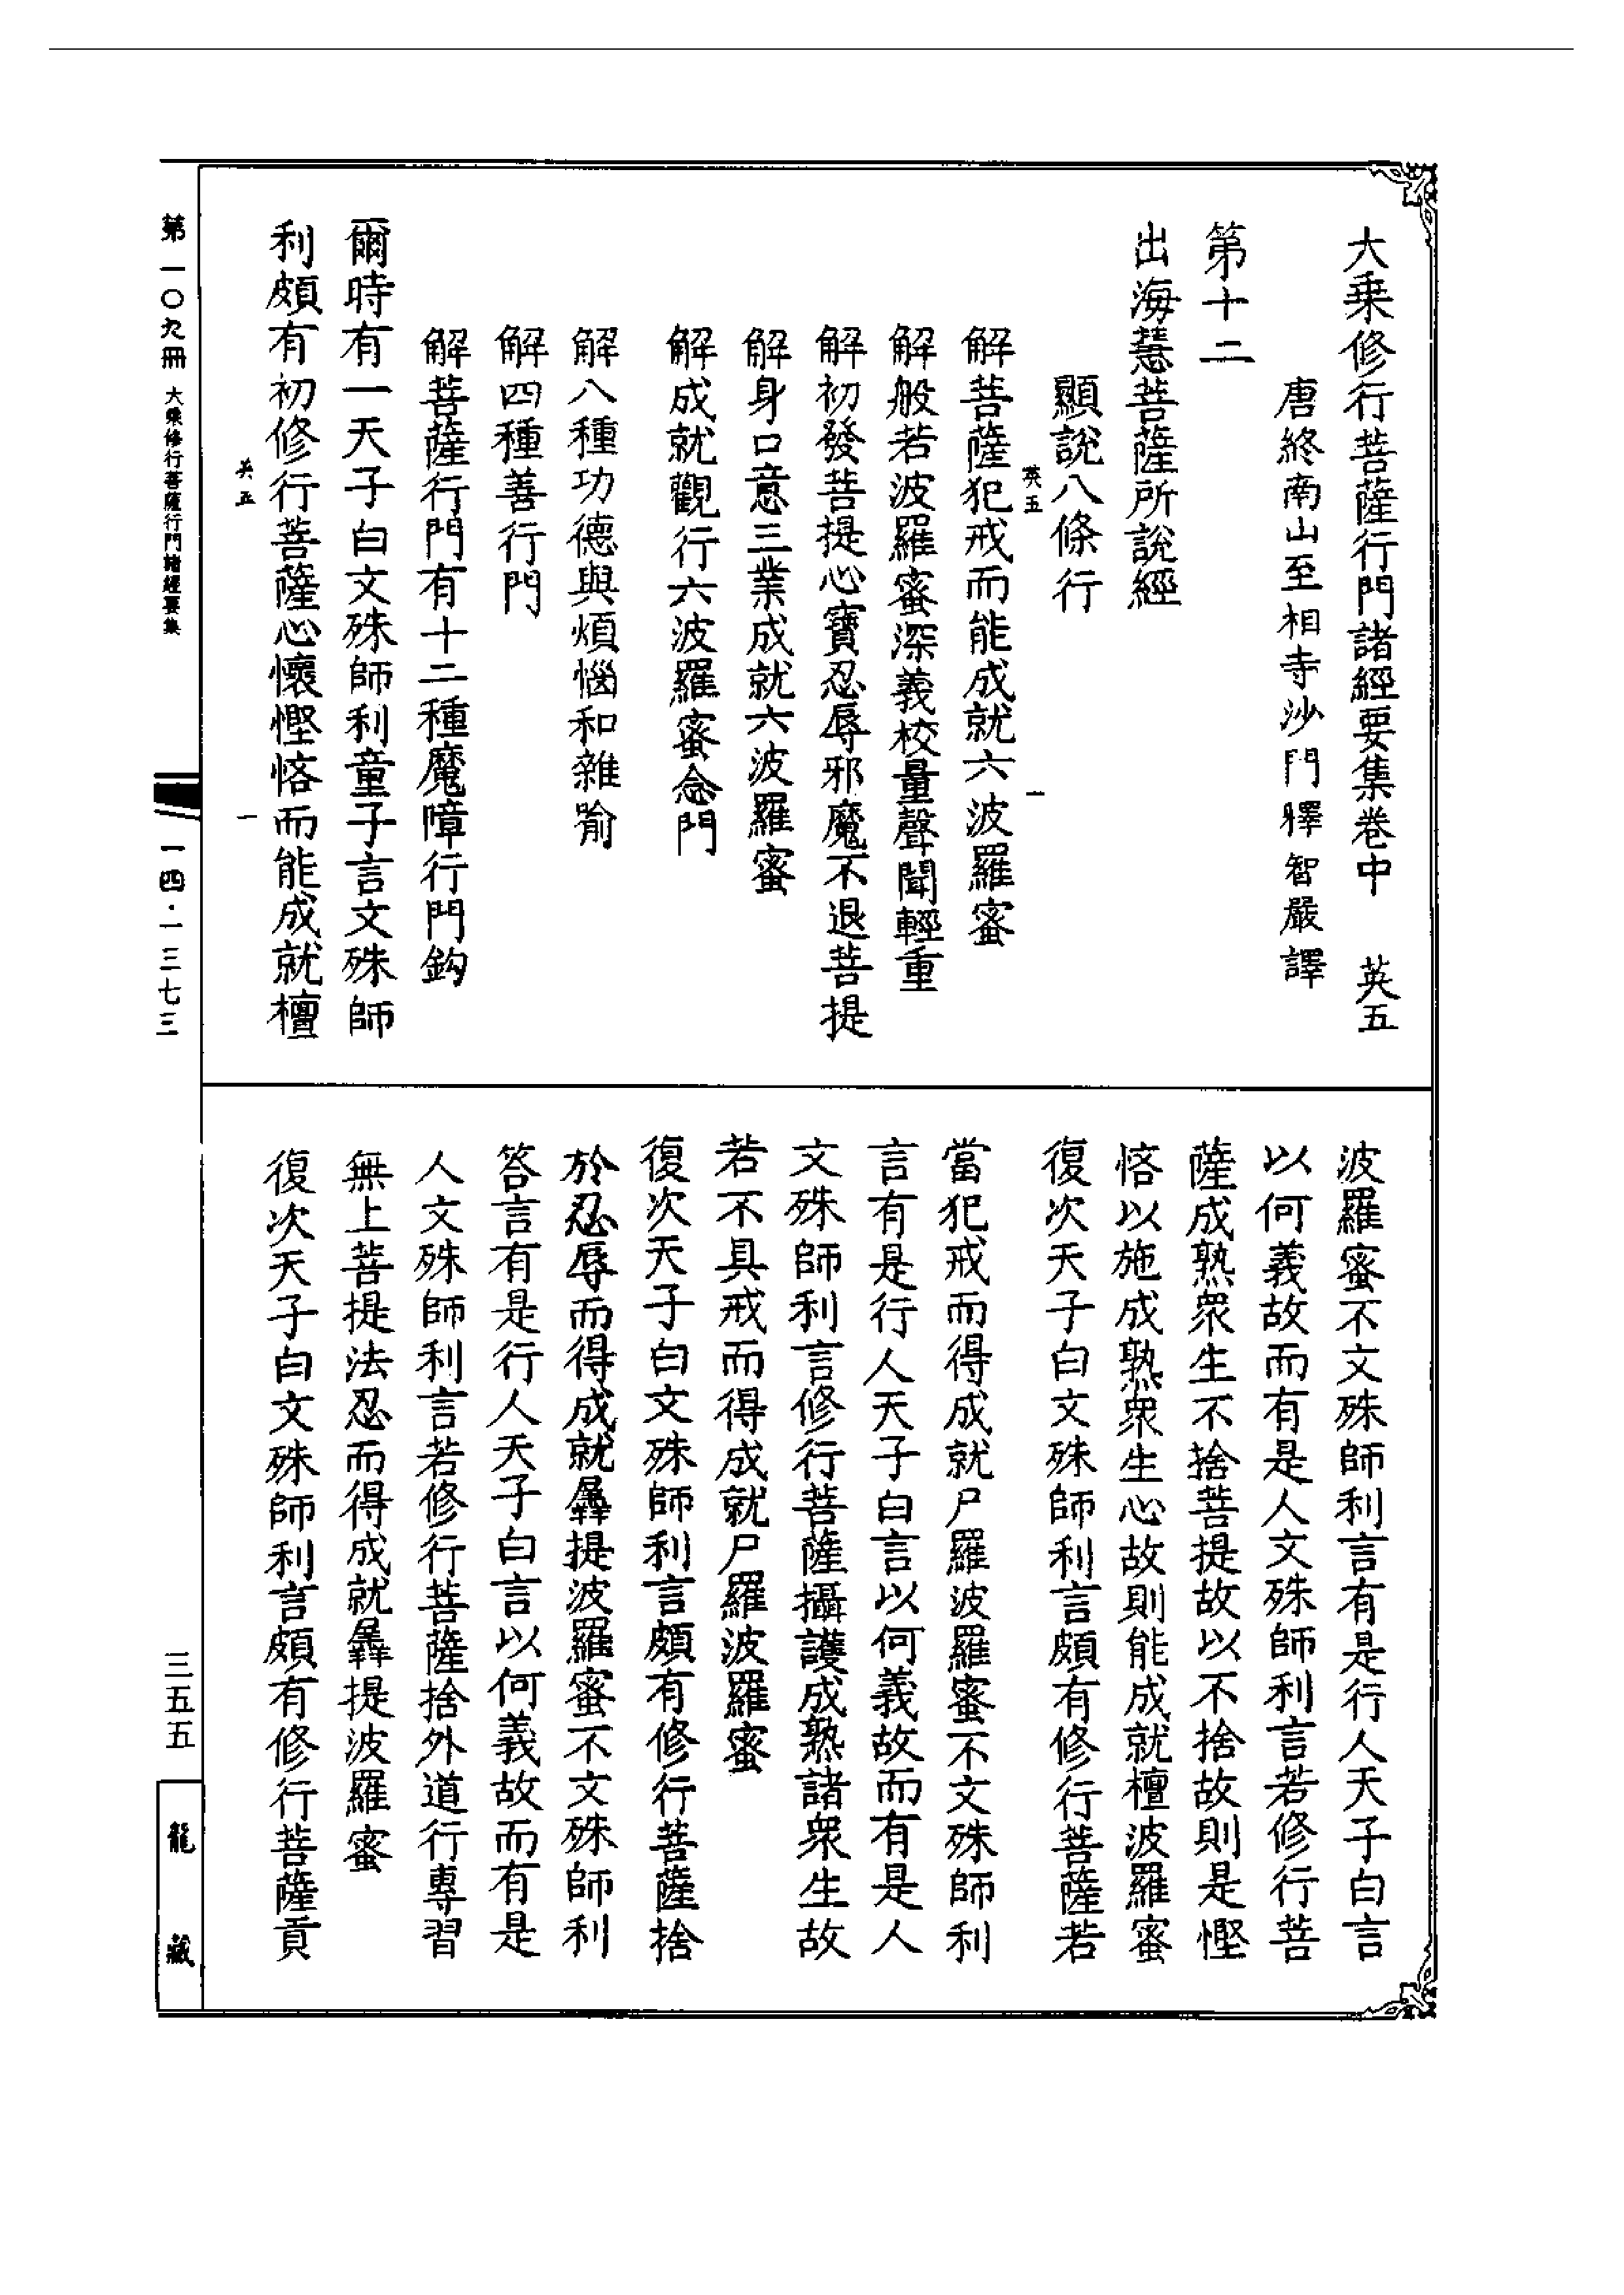 大乘修行菩薩行門諸經要集卷中　英五
唐終南山至相寺沙門釋智嚴譯
第十二
出海慧菩薩所說經
顯說八條行
英五　一
解菩薩犯戒而能成就六波羅蜜
解般若波羅蜜深義校量聲聞輕重
解初發菩提心寶忍辱邪魔不退菩提
解身口意三業成就六波羅蜜
解成就觀行六波羅蜜念門
解八種功德與煩惱和雜喻
解四種善行門
解菩薩行門有十二種魔障行門鈎
爾時有一天子白文殊師利童子言文殊師
利頗有初修行菩薩心懷慳悋而能成就檀
英五　一
波羅蜜不文殊師利言有是行人天子白言
以何義故而有是人文殊師利言若修行菩
薩成熟眾生不捨菩提故以不捨故則是慳
悋以施成熟眾生心故則能成就檀波羅蜜
復次天子白文殊師利言頗有修行菩薩若
當犯戒而得成就尸羅波羅蜜不文殊師利
言有是行人天子白言以何義故而有是人
文殊師利言修行菩薩攝護成熟諸眾生故
若不具戒而得成就尸羅波羅蜜
復次天子白文殊師利言頗有修行菩薩捨
於忍辱而得成就羼提波羅蜜不文殊師利
答言有是行人天子白言以何義故而有是
人文殊師利言若修行菩薩捨外道行專習
無上菩提法忍而得成就羼提波羅蜜
復次天子白文殊師利言頗有修行菩薩貢
第一〇九冊　大乘修行菩薩行門諸經要集
一四·一三七三
三五五
龍藏